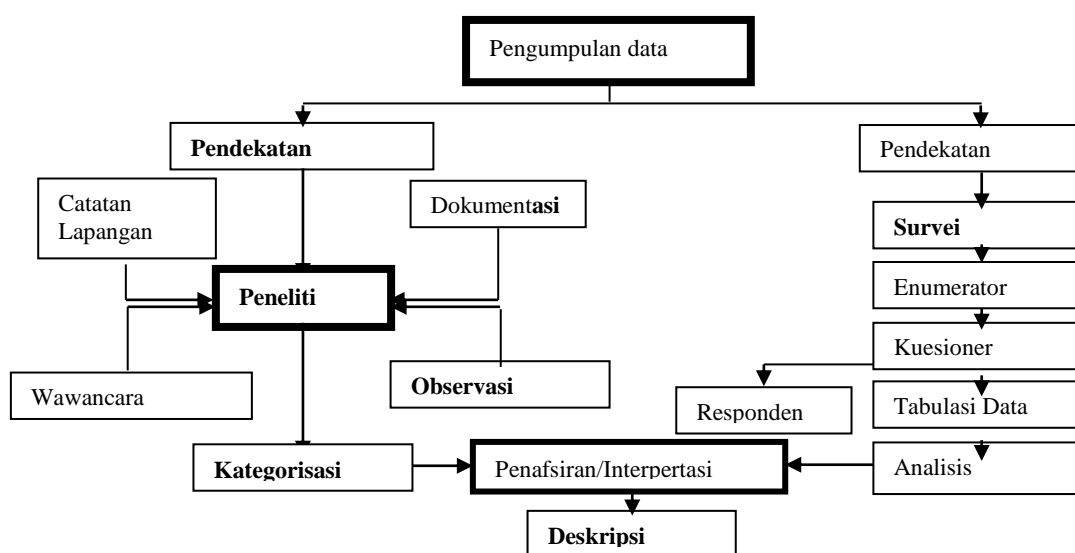 Pengumpulan data
Pendekatan
Pendekatan
Catatan
Lapangan
Dokumentasi
Survei
Peneliti
Enumerator
Kuesioner
Wawancara
Observasi
Responden
Tabulasi Data
Kategorisasi
Penafsiran/Interpertasi
Analisis
Deskripsi